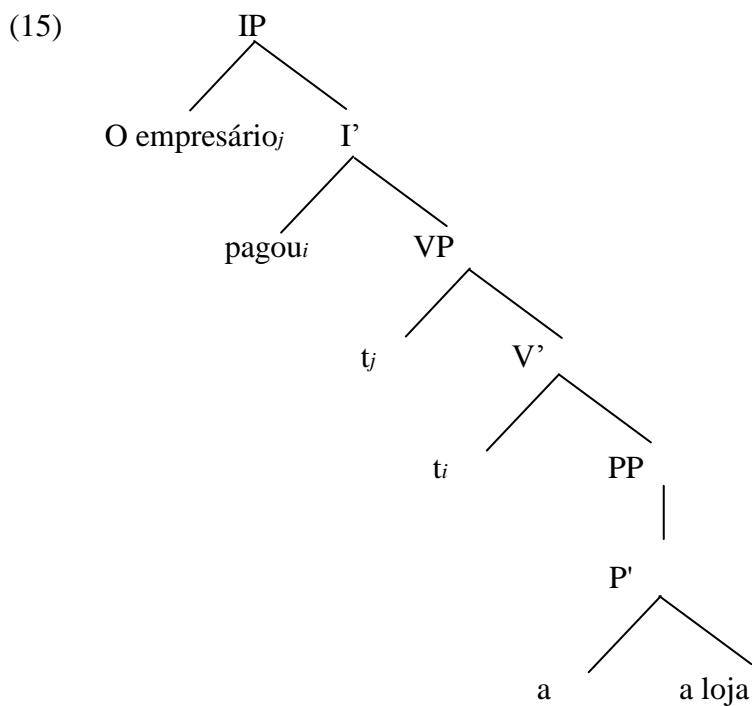 (15) IP
O empresárioj I’
pagoui VP
tj V’
ti PP
P'
a a loja